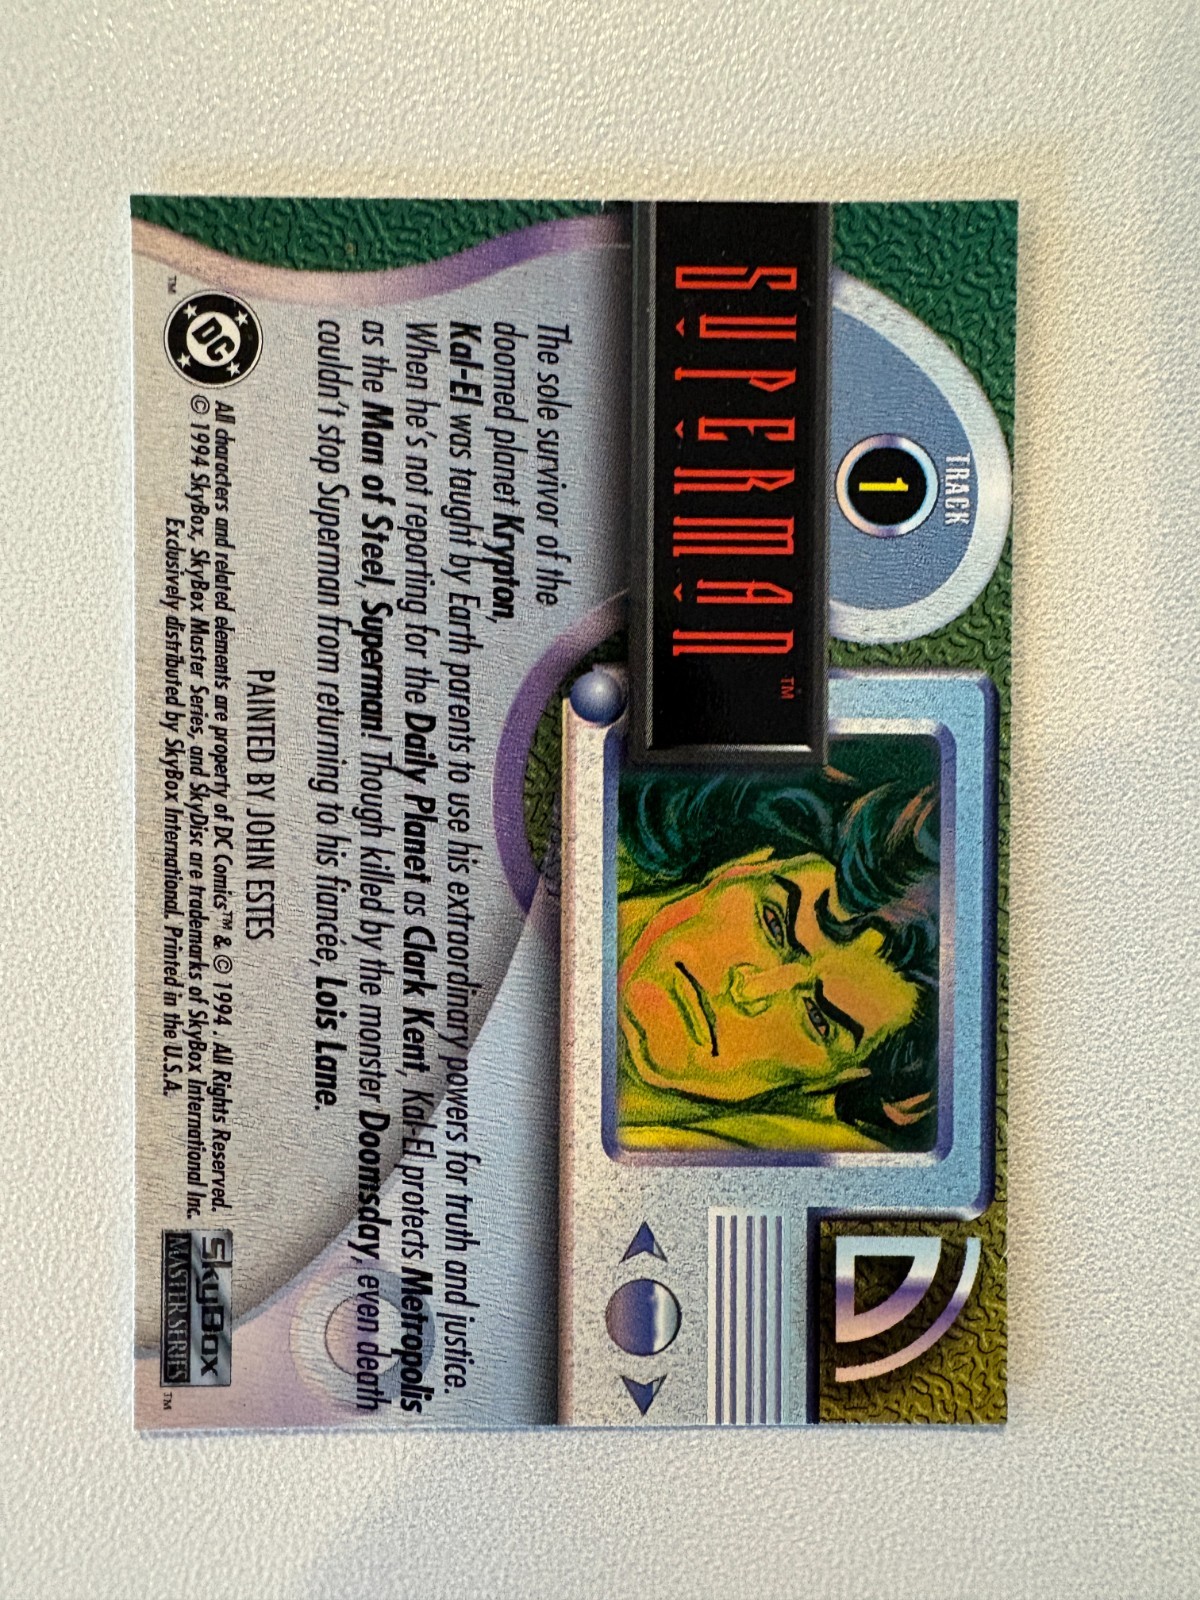 TRACK
1
SUPERMAN™
The sole survivor of the
doomed planet Krypton,
Kal-El was taught by Earth parents to use his extraordinary powers for truth and justice.
When he's not reporting for the Daily Planet as Clark Kent, Kal-El protects Metropolis
as the Man of Steel, Superman! Though killed by the monster Doomsday, even death
couldn't stop Superman from returning to his fiancée, Lois Lane.
PAINTED BY JOHN ESTES
DC
™
All characters and related elements are property of DC Comics™ & © 1994. All Rights Reserved.
© 1994 SkyBox, SkyBox Master Series, and SkyDisc are trademarks of SkyBox International Inc.
Exclusively distributed by SkyBox International. Printed in the U.S.A.
SKYBOX
MASTER SERIES
™